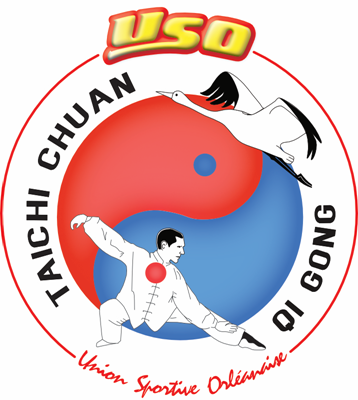 USO
TAICHI CHUAN
QI GONG
Union Sportive Orléanaise